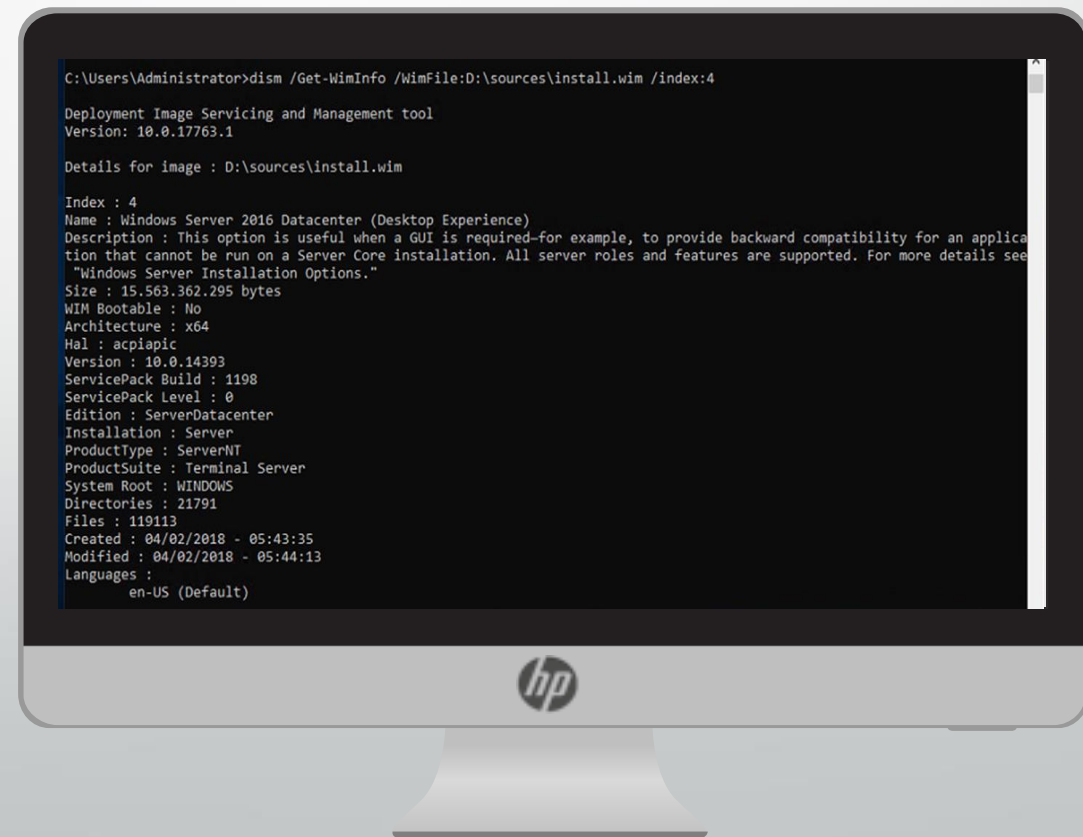 C:\Users\Administrator>dism /Get-WimInfo /WimFile:D:\sources\install.wim /index:4
Deployment Image Servicing and Management tool
Version: 10.0.17763.1
Details for image : D:\sources\install.wim
Index : 4
Name : Windows Server 2016 Datacenter (Desktop Experience)
Description : This option is useful when a GUI is required—for example, to provide backward compatibility for an applica
tion that cannot be run on a Server Core installation. All server roles and features are supported. For more details see
"Windows Server Installation Options."
Size : 15.563.362.295 bytes
WIM Bootable : No
Architecture : x64
Hal : acpiapic
Version : 10.0.14393
ServicePack Build : 1198
ServicePack Level : 0
Edition : ServerDatacenter
Installation : Server
ProductType : ServerNT
ProductSuite : Terminal Server
System Root : WINDOWS
Directories : 21791
Files : 119113
Created : 04/02/2018 - 05:43:35
Modified : 04/02/2018 - 05:44:13
Languages :
en-US (Default)
hp